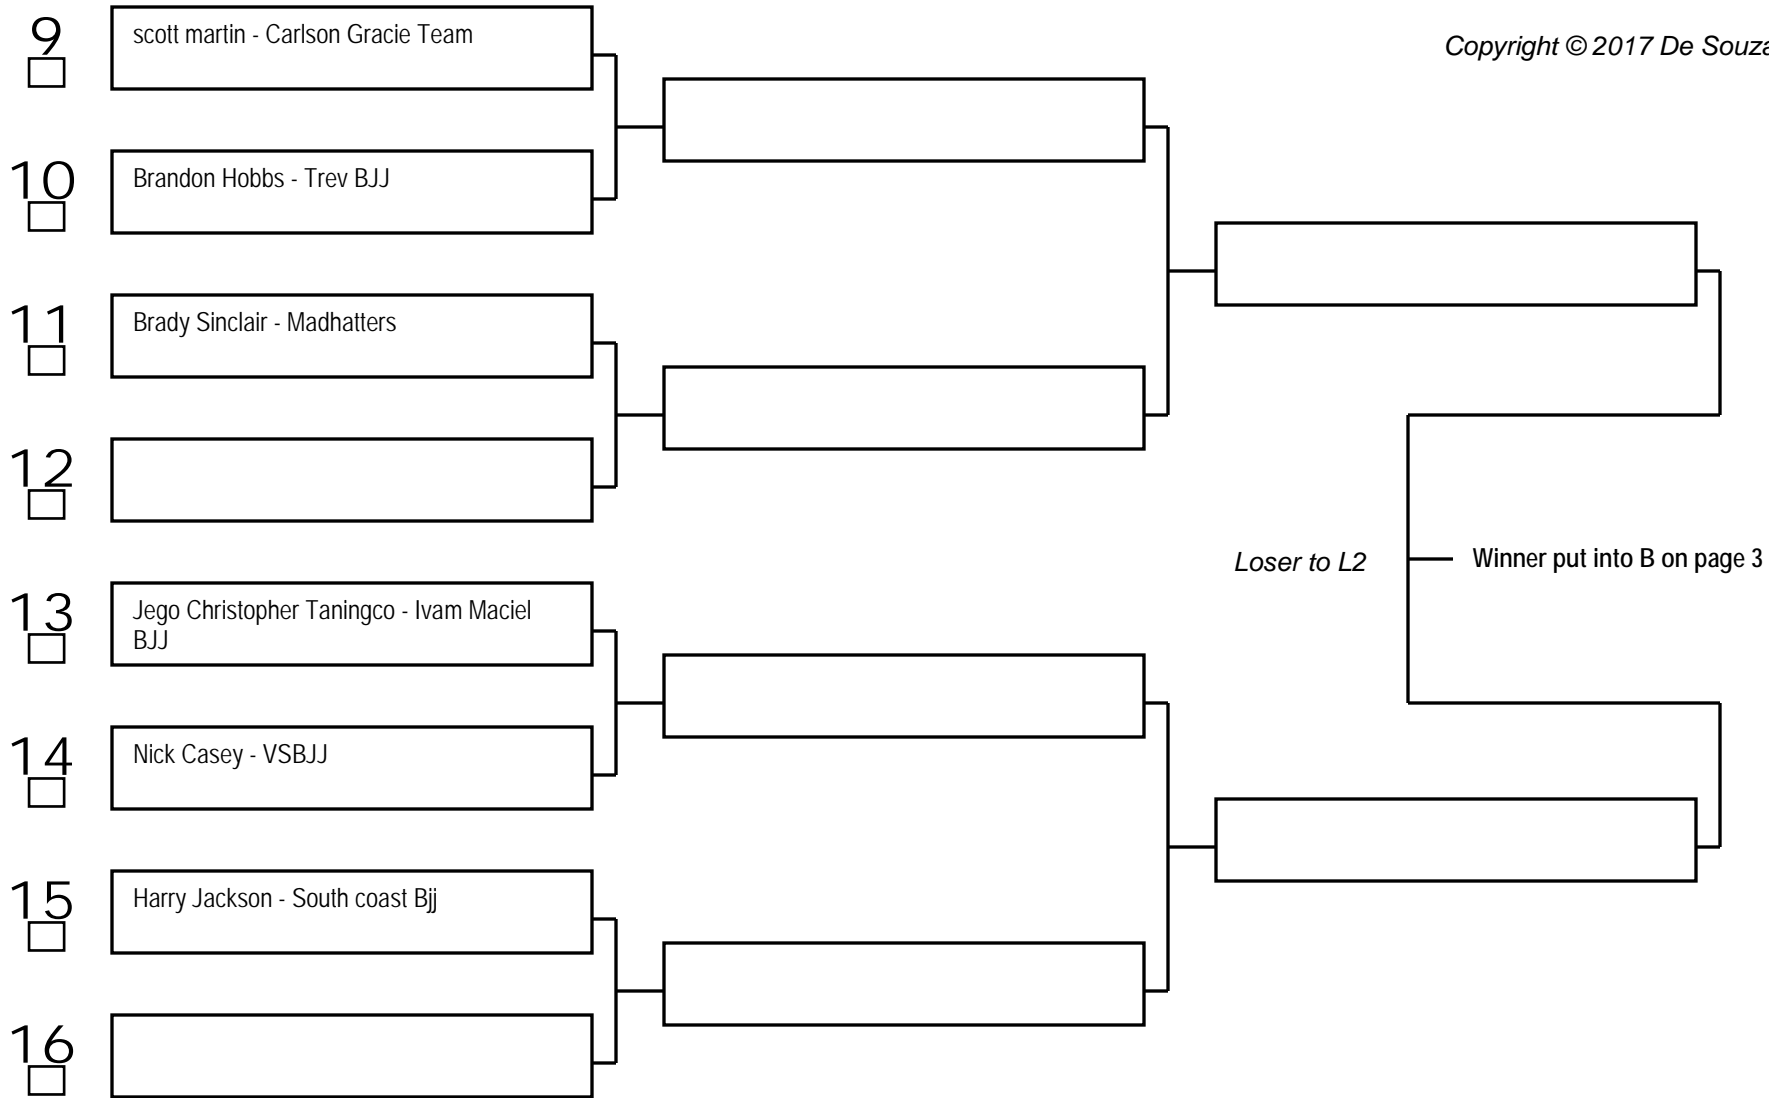 9
scott martin - Carlson Gracie Team
Copyright © 2017 De Souza
10
Brandon Hobbs - Trev BJJ
11
Brady Sinclair - Madhatters
12
Loser to L2
Winner put into B on page 3
13
Jego Christopher Taningco - Ivam Maciel
BJJ
14
Nick Casey - VSBJJ
15
Harry Jackson - South coast Bjj
16